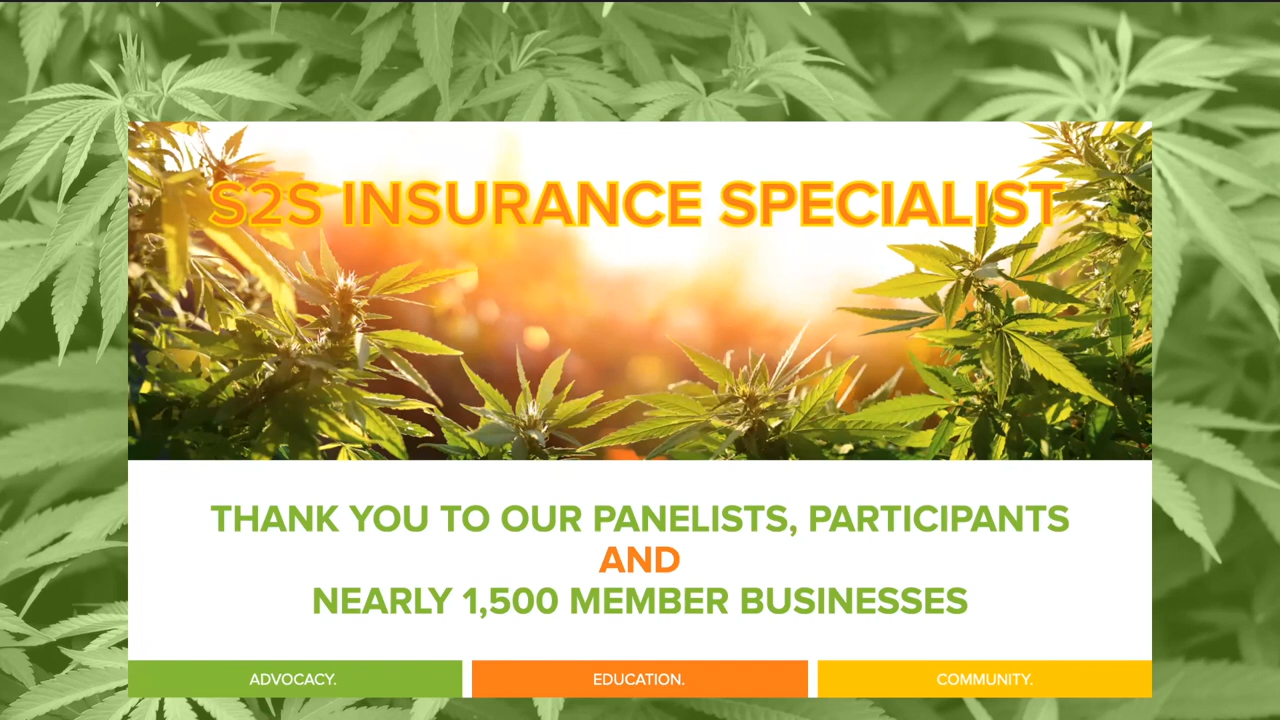 S2S INSURANCE SPECIALIST
THANK YOU TO OUR PANELISTS, PARTICIPANTS
AND
NEARLY 1,500 MEMBER BUSINESSES
ADVOCACY.
EDUCATION.
COMMUNITY.